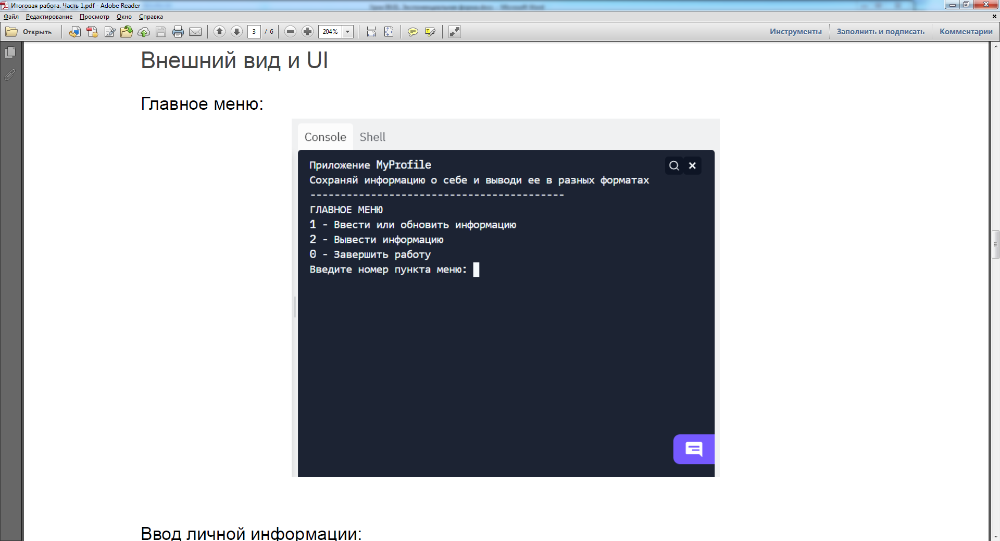 Итоговая работа. Часть 1.pdf - Adobe Reader
Файл Редактирование Просмотр Окно Справка
Открыть 3 / 6 204% Инструменты Заполнить и подписать Комментарии
Внешний вид и UI
Главное меню:
Console Shell
Приложение MyProfile
Сохраняй информацию о себе и выводи ее в разных форматах
------------------------------------------
ГЛАВНОЕ МЕНЮ
1 - Ввести или обновить информацию
2 - Вывести информацию
0 - Завершить работу
Введите номер пункта меню:
Ввод личной информации: